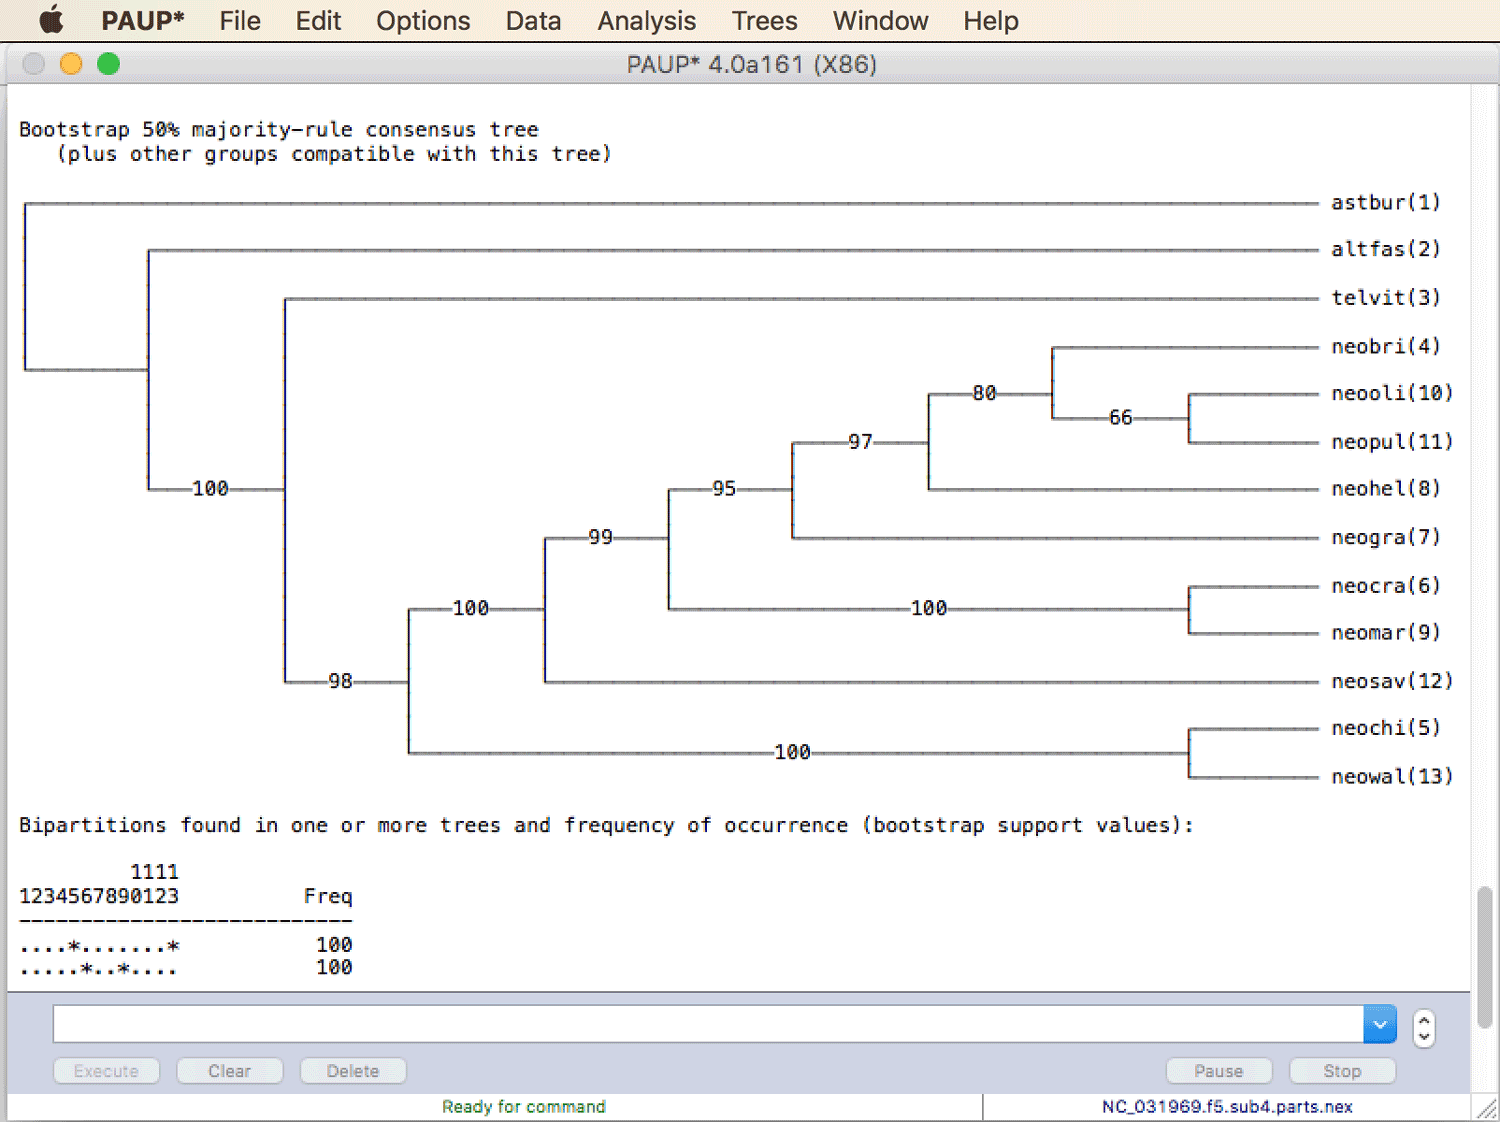 PAUP* File Edit Options Data Analysis Trees Window Help
PAUP* 4.0a161 (X86)
Bootstrap 50% majority-rule consensus tree
(plus other groups compatible with this tree)
astbur(1)
altfas(2)
telvit(3)
neobri(4)
80 neooli(10)
66
97 neopul(11)
100 95 neohel(8)
99 neogra(7)
neocra(6)
100 100
neomar(9)
98 neosav(12)
neochi(5)
100
neowal(13)
Bipartitions found in one or more trees and frequency of occurrence (bootstrap support values):
1111
1234567890123 Freq
---------------------------
....*.......* 100
.....*..*.... 100
Execute Clear Delete Pause Stop
Ready for command NC_031969.f5.sub4.parts.nex